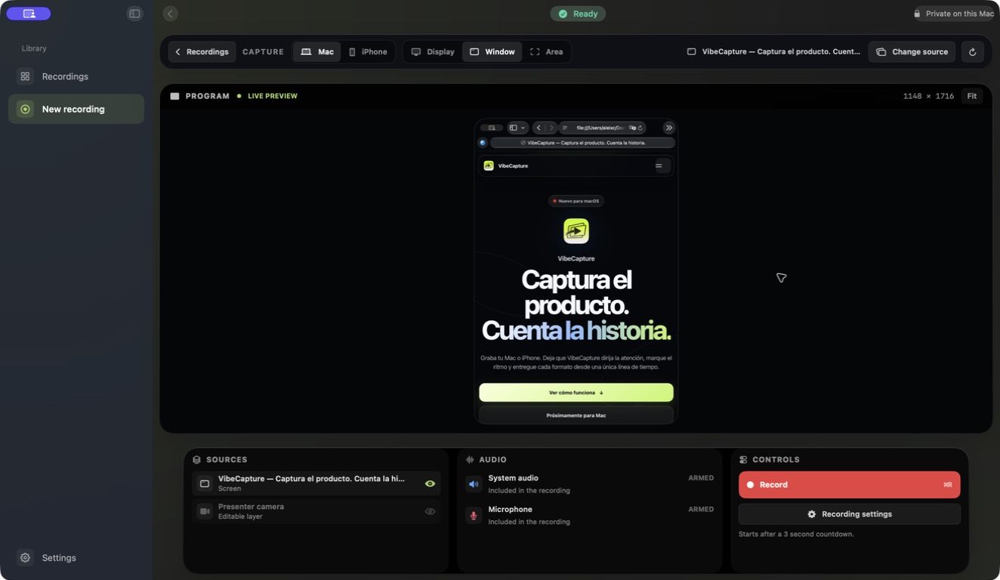 Ready
Private on this Mac
Library
Recordings
New recording
Settings
Recordings
CAPTURE
Mac
iPhone
Display
Window
Area
VibeCapture — Captura el producto. Cuent...
Change source
PROGRAM
LIVE PREVIEW
1148 × 1716
Fit
file:///Users/aleixc/Do
VibeCapture — Captura el producto. Cuenta la historia.
VibeCapture
Nuevo para macOS
VibeCapture
Captura el
producto.
Cuenta la historia.
Graba tu Mac o iPhone. Deja que VibeCapture dirija la atención, marque el
ritmo y entregue cada formato desde una única línea de tiempo.
Ver cómo funciona ↓
Próximamente para Mac
SOURCES
VibeCapture — Captura el producto. Cuenta la hi...
Screen
Presenter camera
Editable layer
AUDIO
System audio
ARMED
Included in the recording
Microphone
ARMED
Included in the recording
CONTROLS
Record
⌘R
Recording settings
Starts after a 3 second countdown.